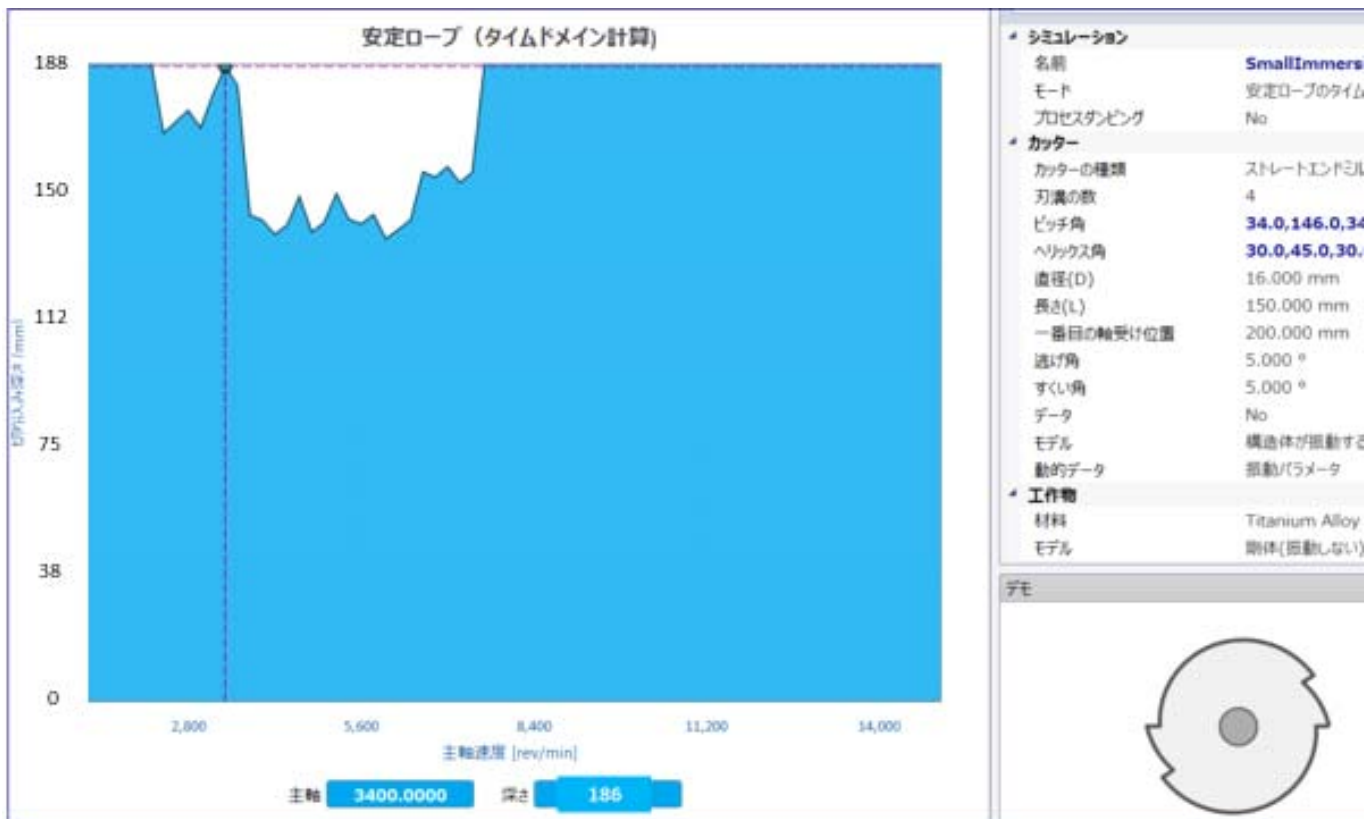 安定ローブ（タイムドメイン計算)
188
150
112
75
38
0
切り込み深さ [mm]
2,800
5,600
8,400
11,200
14,000
主軸速度 [rev/min]
主軸 3400.0000 深さ 186
シミュレーション
名前 SmallImmersi
モード 安定ローブのタイム
プロセスダンピング No
カッター
カッターの種類 ストレートエンドミル
刃溝の数 4
ピッチ角 34.0,146.0,34
ヘリックス角 30.0,45.0,30.
直径(D) 16.000 mm
長さ(L) 150.000 mm
一番目の軸受け位置 200.000 mm
逃げ角 5.000 °
すくい角 5.000 °
データ No
モデル 構造体が振動する
動的データ 振動パラメータ
工作物
材料 Titanium Alloy
モデル 剛体(振動しない)
デモ